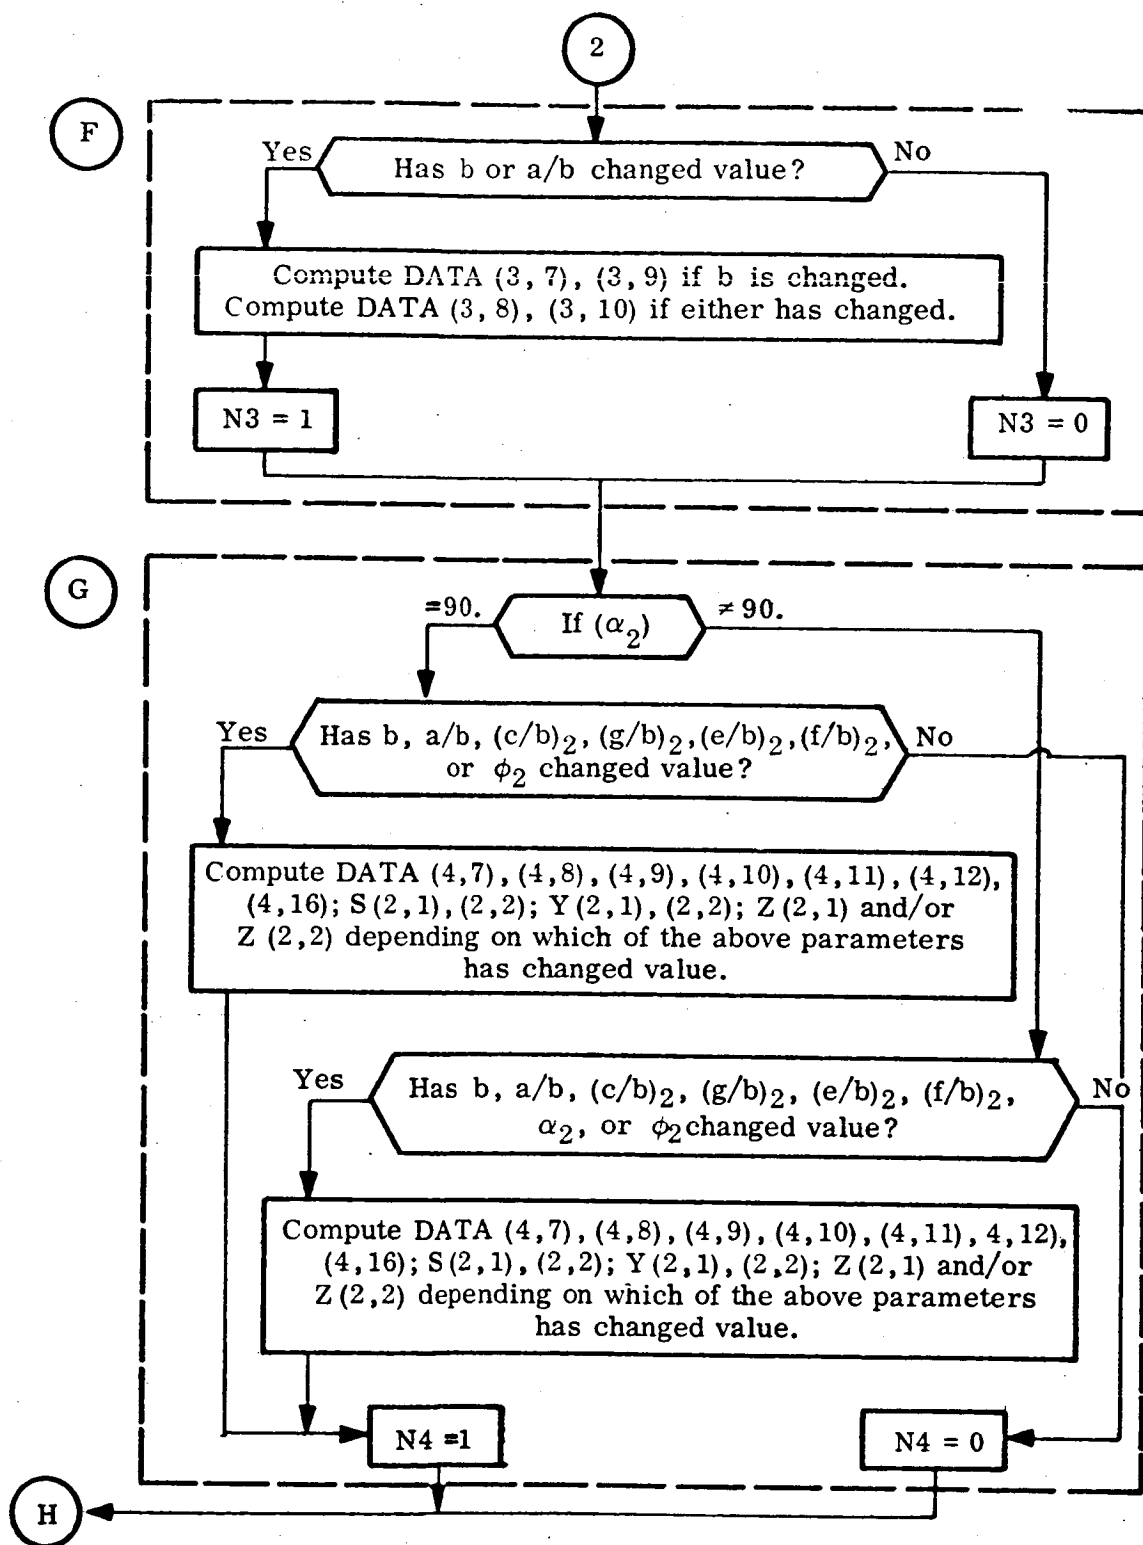 2
F
Yes
No
Has b or a/b changed value?
Compute DATA (3, 7), (3, 9) if b is changed.
Compute DATA (3, 8), (3, 10) if either has changed.
N3 = 1
N3 = 0
G
=90.
≠ 90.
If (α₂)
Yes
Has b, a/b, (c/b)₂, (g/b)₂, (e/b)₂, (f/b)₂,
No
or ϕ₂ changed value?
Compute DATA (4,7), (4,8), (4,9), (4,10), (4,11), (4,12),
(4,16); S(2,1), (2,2); Y(2,1), (2,2); Z(2,1) and/or
Z (2,2) depending on which of the above parameters
has changed value.
Yes
Has b, a/b, (c/b)₂, (g/b)₂, (e/b)₂, (f/b)₂,
No
α₂, or ϕ₂ changed value?
Compute DATA (4,7), (4,8), (4,9), (4,10), (4,11), 4,12),
(4,16); S(2,1), (2,2); Y(2,1), (2,2); Z(2,1) and/or
Z(2,2) depending on which of the above parameters
has changed value.
N4 =1
N4 = 0
H